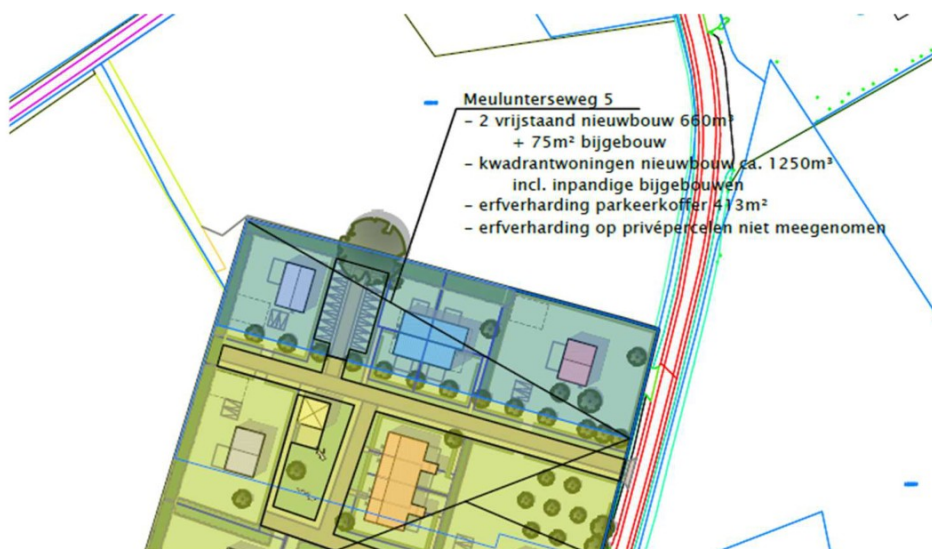 Meulunterseweg 5
- 2 vrijstaand nieuwbouw 660m³
+ 75m² bijgebouw
- kwadrantwoningen nieuwbouw ca. 1250m³
incl. inpandige bijgebouwen
- erfverharding parkeerkoffer 413m²
- erfverharding op privépercelen niet meegenomen